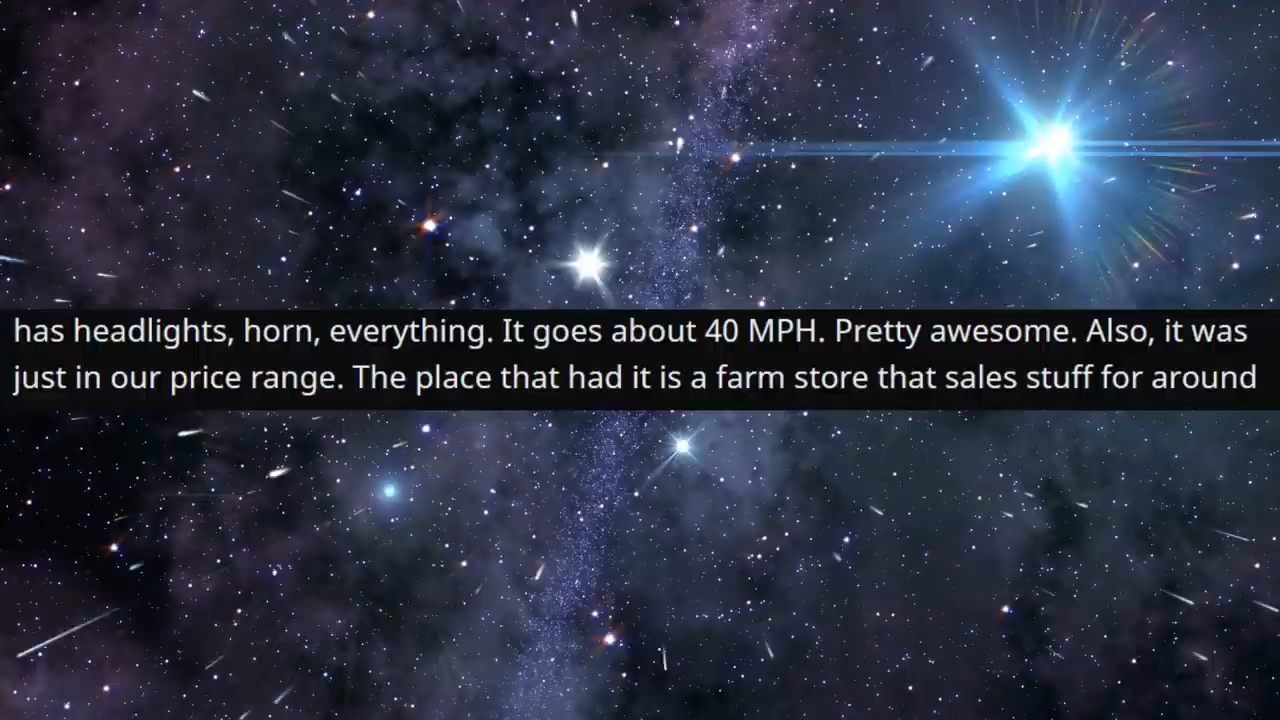 has headlights, horn, everything. It goes about 40 MPH. Pretty awesome. Also, it was
just in our price range. The place that had it is a farm store that sales stuff for around